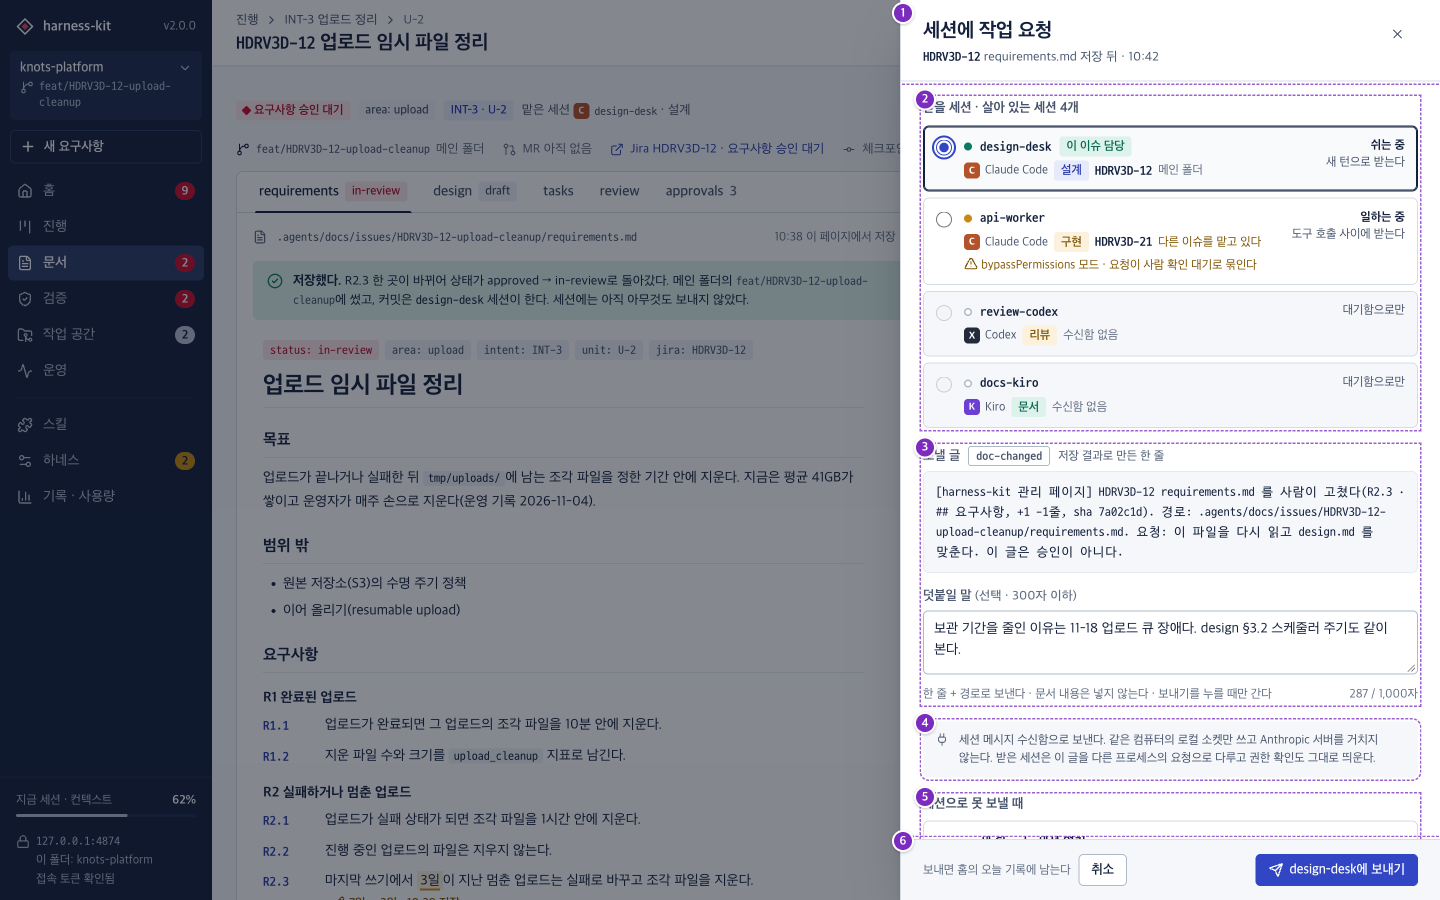 harness-kit v2.0.0
knots-platform
feat/HDRV3D-12-upload-
cleanup
새 요구사항
홈 9
진행
문서 2
검증 2
작업 공간 2
운영
스킬
하네스 2
기록 · 사용량
지금 세션 · 컨텍스트 62%
127.0.0.1:4874
이 폴더: knots-platform
접속 토큰 확인됨
진행 > INT-3 업로드 정리 > U-2
HDRV3D-12 업로드 임시 파일 정리
요구사항 승인 대기 area: upload INT-3 · U-2 맡은 세션 C design-desk · 설계
feat/HDRV3D-12-upload-cleanup 메인 폴더 MR 아직 없음 Jira HDRV3D-12 · 요구사항 승인 대기
requirements in-review design draft tasks review approvals 3
.agents/docs/issues/HDRV3D-12-upload-cleanup/requirements.md 10:38 이 페이지에서 저장
저장했다. R2.3 한 곳이 바뀌어 상태가 approved → in-review로 돌아갔다. 메인 폴더의 feat/HDRV3D-12-upload-
cleanup에 썼고, 커밋은 design-desk 세션이 한다. 세션에는 아직 아무것도 보내지 않았다.
status: in-review area: upload intent: INT-3 unit: U-2 jira: HDRV3D-12
업로드 임시 파일 정리
목표
업로드가 끝나거나 실패한 뒤 tmp/uploads/ 에 남는 조각 파일을 정한 기간 안에 지운다. 지금은 평균 41GB가
쌓이고 운영자가 매주 손으로 지운다(운영 기록 2026-11-04).
범위 밖
• 원본 저장소(S3)의 수명 주기 정책
• 이어 올리기(resumable upload)
요구사항
R1 완료된 업로드
R1.1 업로드가 완료되면 그 업로드의 조각 파일을 10분 안에 지운다.
R1.2 지운 파일 수와 크기를 upload_cleanup 지표로 남긴다.
R2 실패하거나 멈춘 업로드
R2.1 업로드가 실패 상태가 되면 조각 파일을 1시간 안에 지운다.
R2.2 진행 중인 업로드의 파일은 지우지 않는다.
R2.3 마지막 쓰기에서 3일 이 지난 멈춘 업로드는 실패로 바꾸고 조각 파일을 지운다.
1
세션에 작업 요청
HDRV3D-12 requirements.md 저장 뒤 · 10:42
2
받을 세션 · 살아 있는 세션 4개
design-desk 이 이슈 담당 쉬는 중
C Claude Code 설계 HDRV3D-12 메인 폴더 새 턴으로 받는다
api-worker 일하는 중
C Claude Code 구현 HDRV3D-21 다른 이슈를 맡고 있다 도구 호출 사이에 받는다
bypassPermissions 모드 · 요청이 사람 확인 대기로 묶인다
review-codex 대기함으로만
X Codex 리뷰 수신함 없음
docs-kiro 대기함으로만
K Kiro 문서 수신함 없음
3
보낼 글 doc-changed 저장 결과로 만든 한 줄
[harness-kit 관리 페이지] HDRV3D-12 requirements.md 를 사람이 고쳤다(R2.3 ·
## 요구사항, +1 -1줄, sha 7a02c1d). 경로: .agents/docs/issues/HDRV3D-12-
upload-cleanup/requirements.md. 요청: 이 파일을 다시 읽고 design.md 를
맞춘다. 이 글은 승인이 아니다.
덧붙일 말 (선택 · 300자 이하)
보관 기간을 줄인 이유는 11-18 업로드 큐 장애다. design §3.2 스케줄러 주기도 같이
본다.
한 줄 + 경로로 보낸다 · 문서 내용은 넣지 않는다 · 보내기를 누를 때만 간다 287 / 1,000자
4
세션 메시지 수신함으로 보낸다. 같은 컴퓨터의 로컬 소켓만 쓰고 Anthropic 서버를 거치지
않는다. 받은 세션은 이 글을 다른 프로세스의 요청으로 다루고 권한 확인도 그대로 띄운다.
5
세션으로 못 보낼 때
6
보내면 홈의 오늘 기록에 남는다 취소 design-desk에 보내기